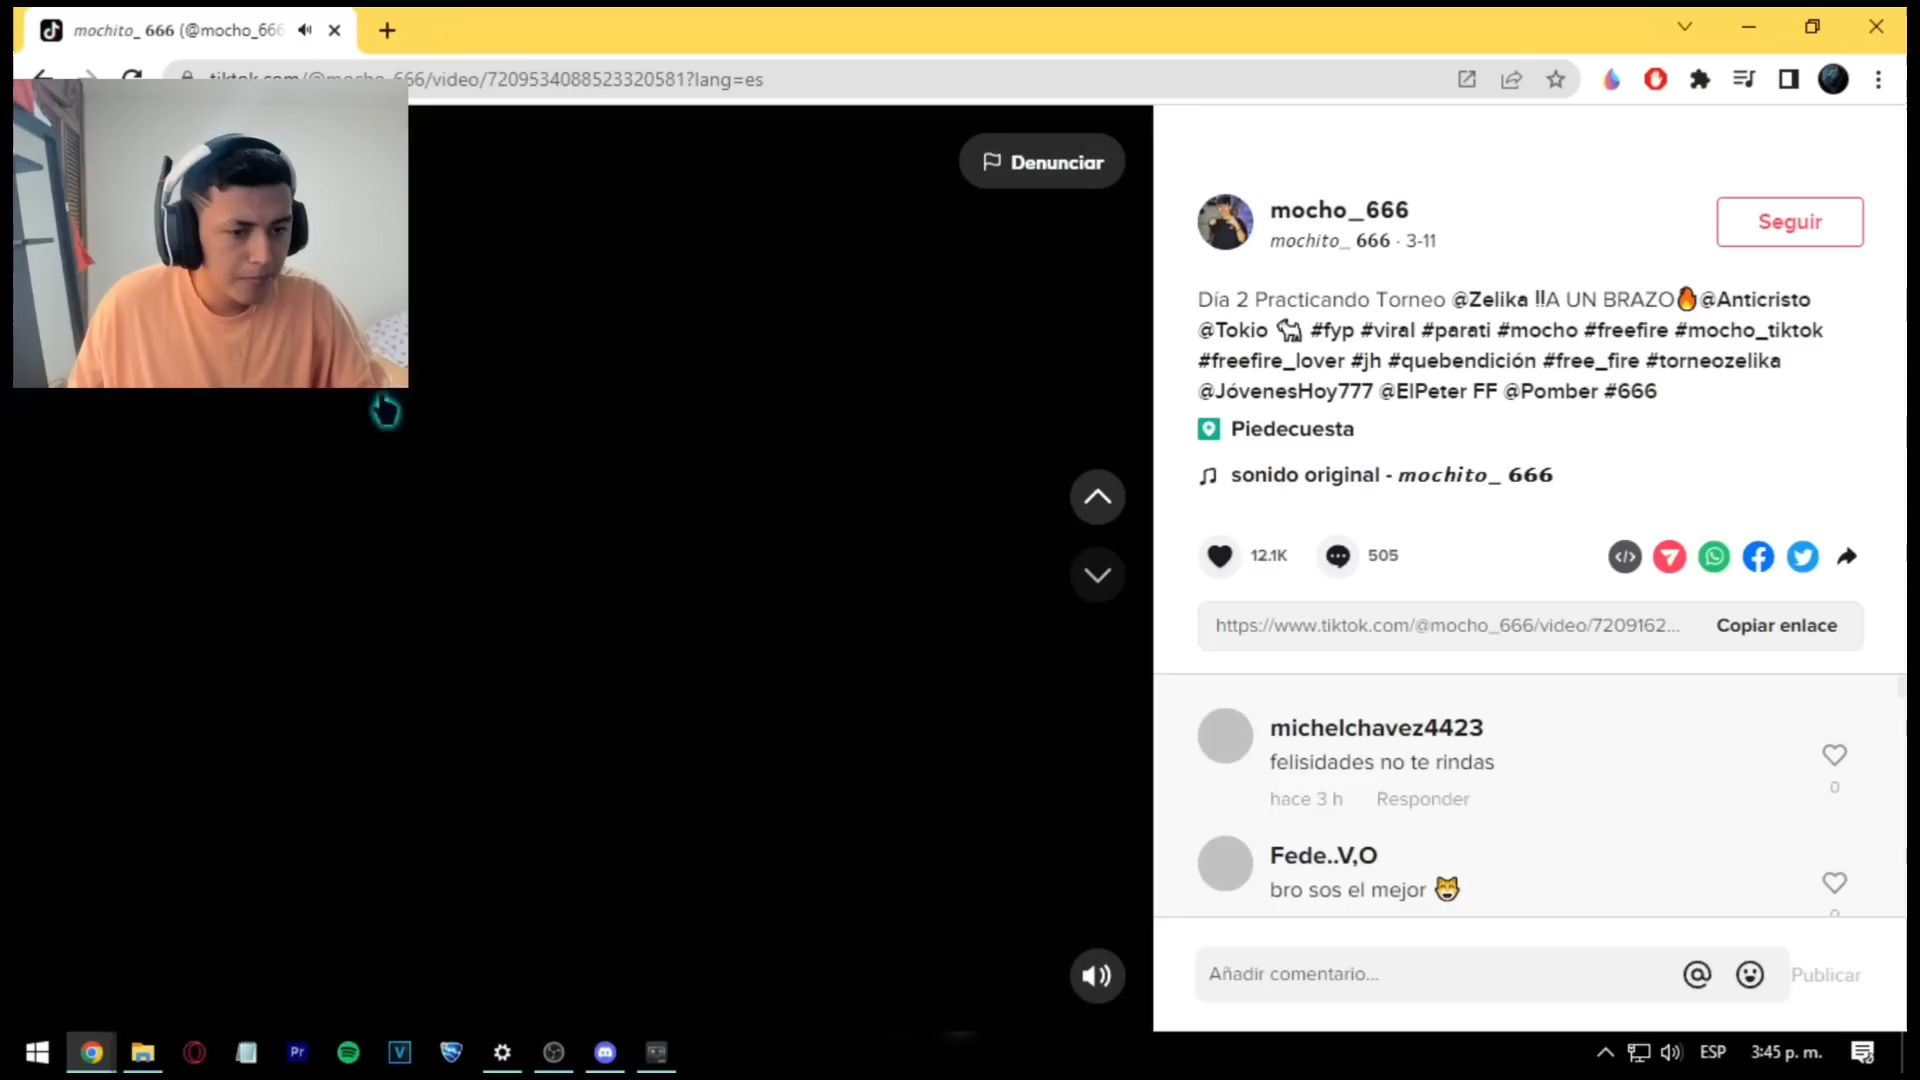 mochito_ 666 (@mocho_666
tiktok.com/@mocho_666/video/7209534088523320581?lang=es
Denunciar
mocho_666
mochito_ 666 · 3-11
Seguir
Día 2 Practicando Torneo @Zelika ‼️A UN BRAZO🔥@Anticristo
@Tokio 🐐 #fyp #viral #parati #mocho #freefire #mocho_tiktok
#freefire_lover #jh #quebendición #free_fire #torneozelika
@JóvenesHoy777 @ElPeter FF @Pomber #666
Piedecuesta
sonido original - mochito_ 666
12.1K
505
https://www.tiktok.com/@mocho_666/video/7209162...
Copiar enlace
michelchavez4423
felisidades no te rindas
0
hace 3 h
Responder
Fede..V,O
bro sos el mejor 😸
Añadir comentario...
Publicar
Pr
V
ESP
3:45 p. m.